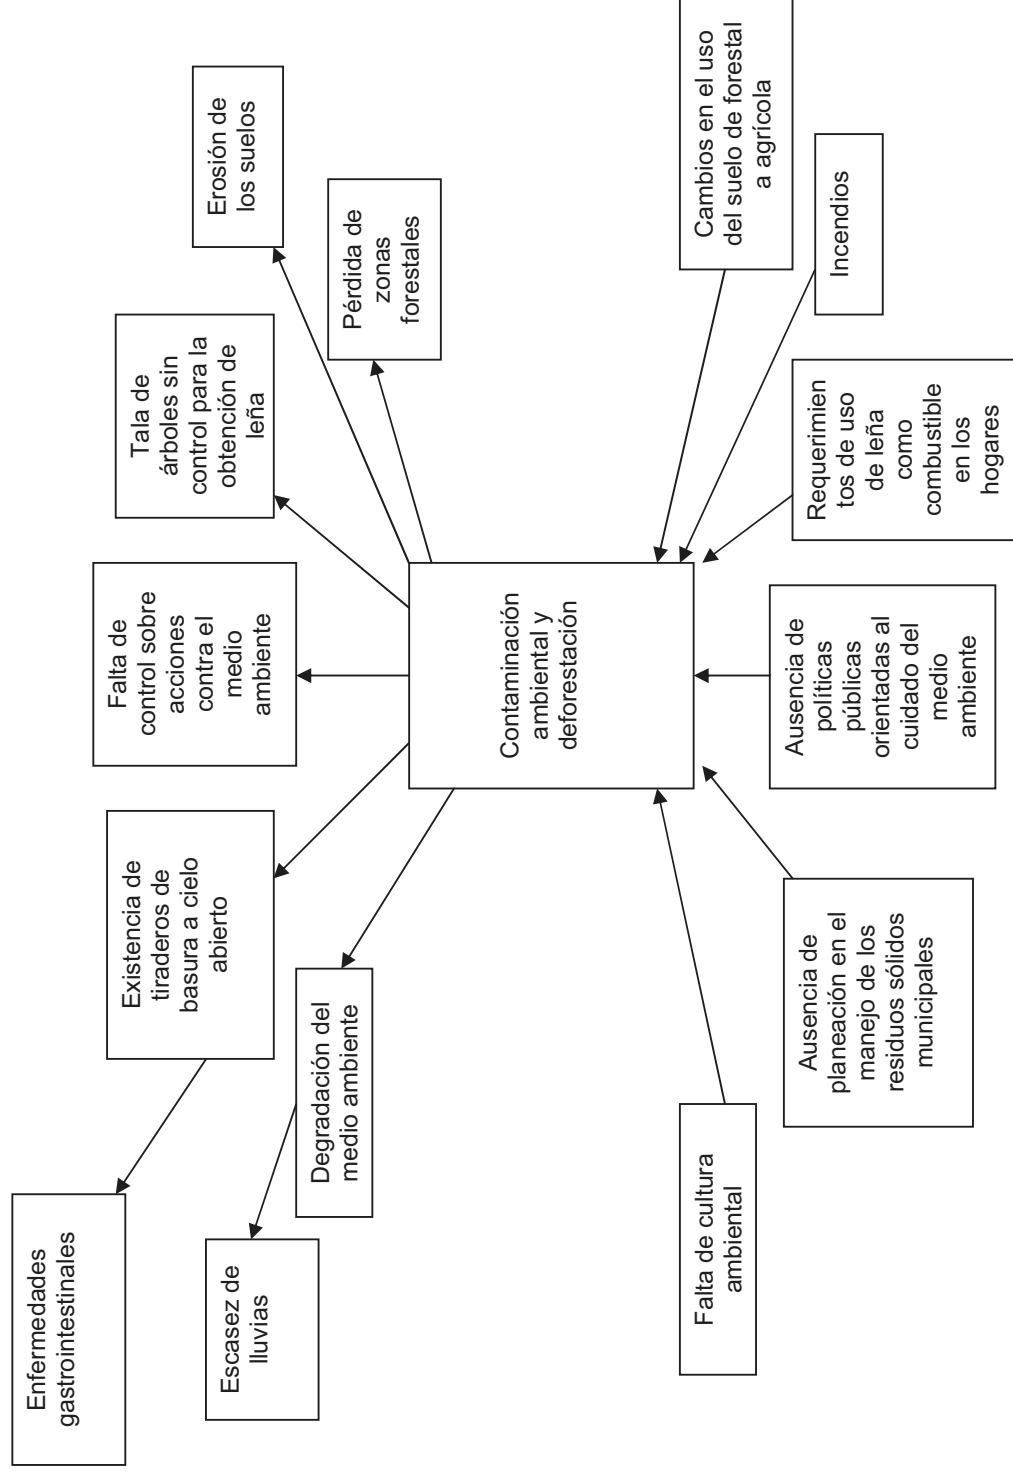 Enfermedades
gastrointestinales
Existencia de
tiraderos de
basura a cielo
abierto
Falta de
control sobre
acciones
contra el
medio
ambiente
Tala de
árboles sin
control para la
obtención de
leña
Erosión de
los suelos
Escasez de
lluvias
Degradación del
medio ambiente
Pérdida de
zonas
forestales
Contaminación
ambiental y
deforestación
Falta de cultura
ambiental
Ausencia de
planeación en el
manejo de los
residuos sólidos
municipales
Ausencia de
políticas
públicas
orientadas al
cuidado del
medio
ambiente
Requerimien
tos de uso
de leña
como
combustible
en los
hogares
Incendios
Cambios en el uso
del suelo de forestal
a agrícola